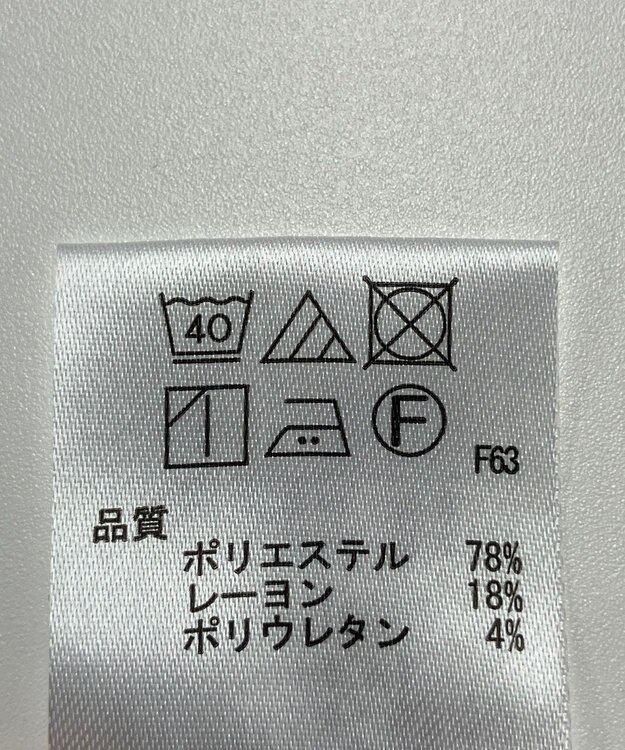 40
F
F63
品質
ポリエステル 78%
レーヨン 18%
ポリウレタン 4%